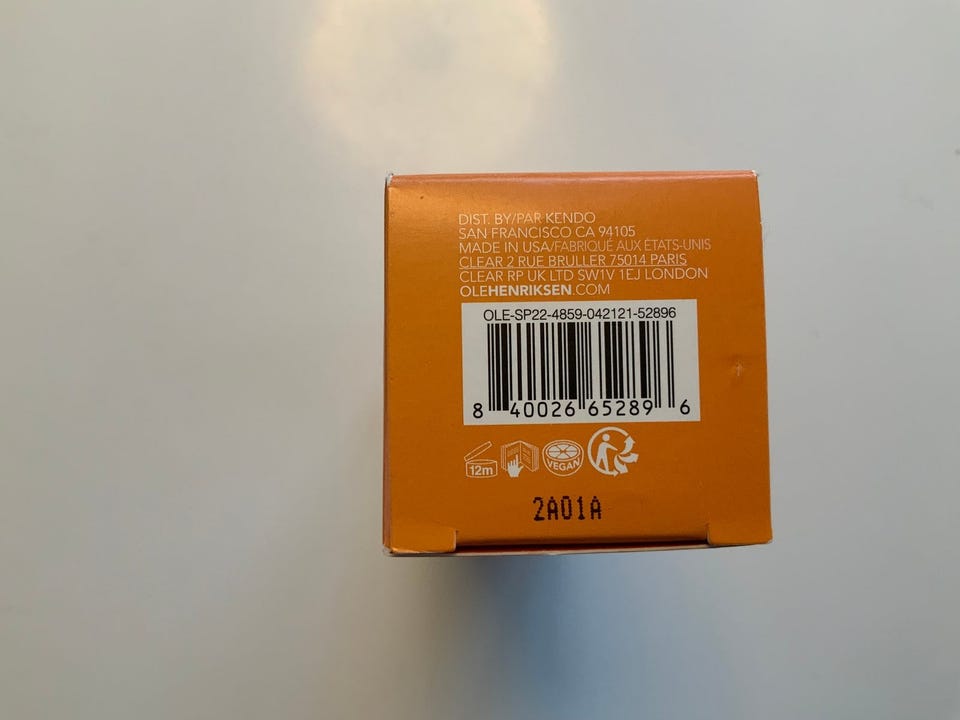 DIST. BY/PAR KENDO
SAN FRANCISCO CA 94105
MADE IN USA/FABRIQUÉ AUX ÉTATS-UNIS
CLEAR 2 RUE BRULLER 75014 PARIS
CLEAR RP UK LTD SW1V 1EJ LONDON
OLEHENRIKSEN.COM
OLE-SP22-4859-042121-52896
8 40026 65289 6
12m VEGAN
2A01A